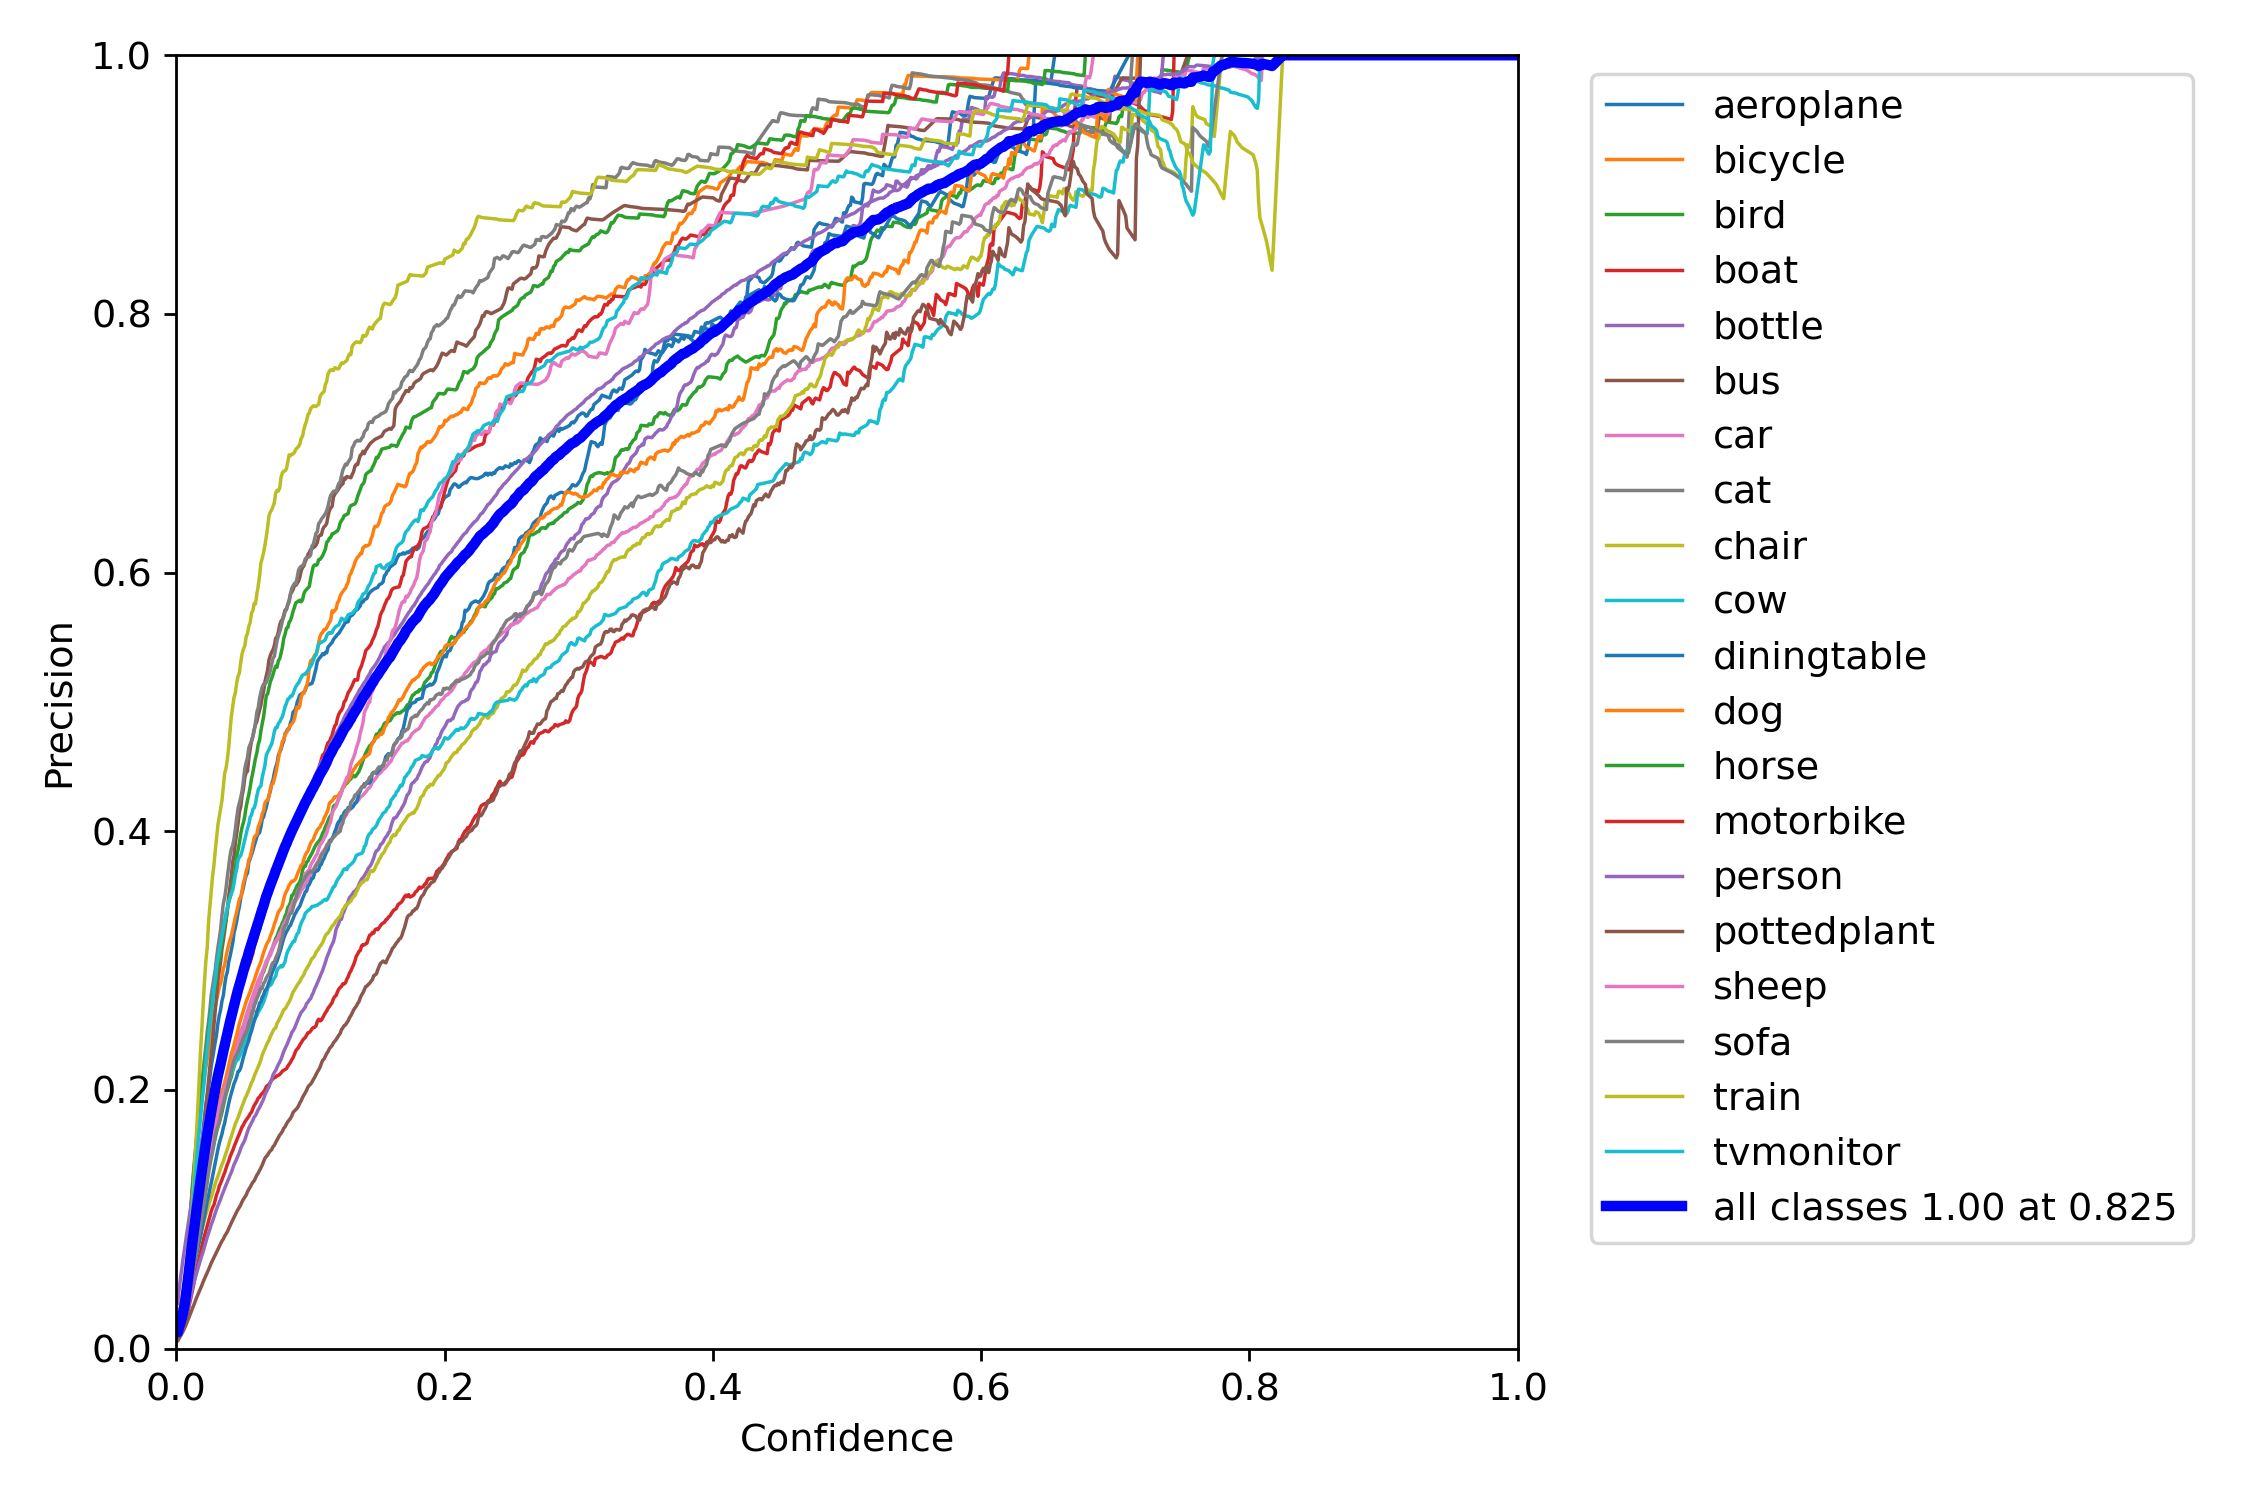 1.0
0.8
0.6
0.4
0.2
0.0
Precision
0.0 0.2 0.4 0.6 0.8 1.0
Confidence
aeroplane
bicycle
bird
boat
bottle
bus
car
cat
chair
cow
diningtable
dog
horse
motorbike
person
pottedplant
sheep
sofa
train
tvmonitor
all classes 1.00 at 0.825